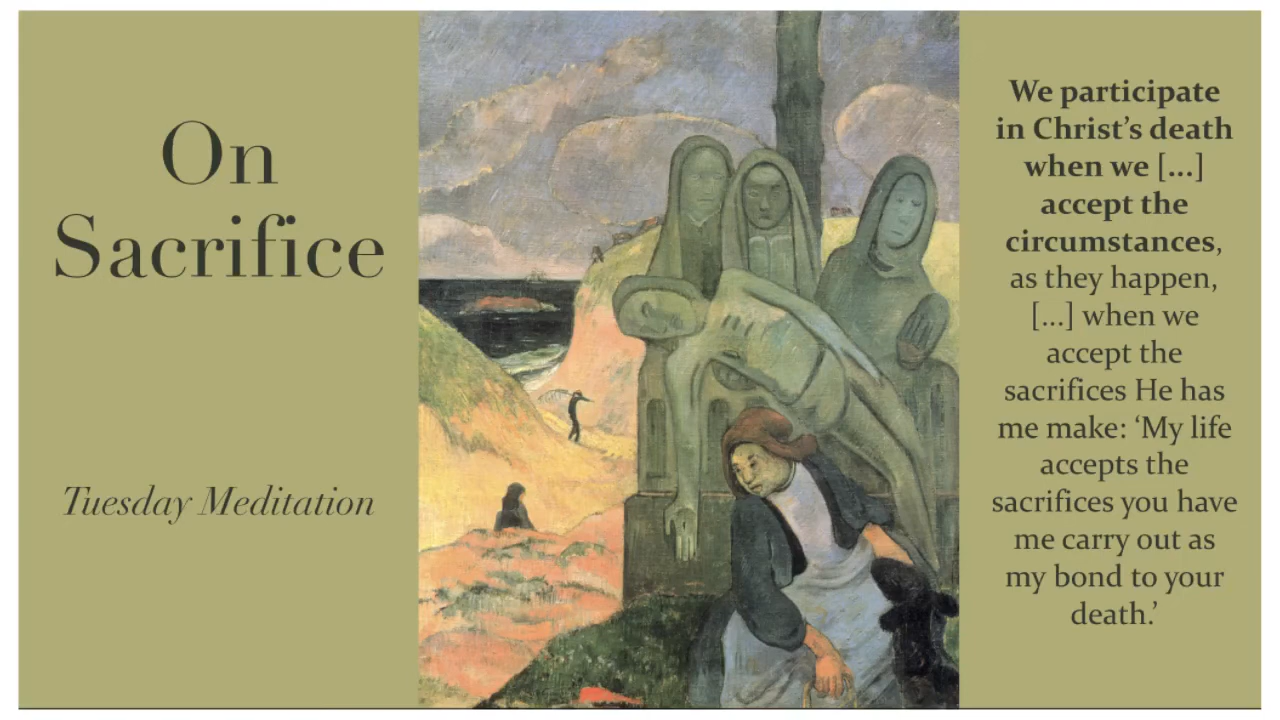 On
Sacrifice
Tuesday Meditation
We participate
in Christ’s death
when we [...]
accept the
circumstances,
as they happen,
[...] when we
accept the
sacrifices He has
me make: ‘My life
accepts the
sacrifices you have
me carry out as
my bond to your
death.’